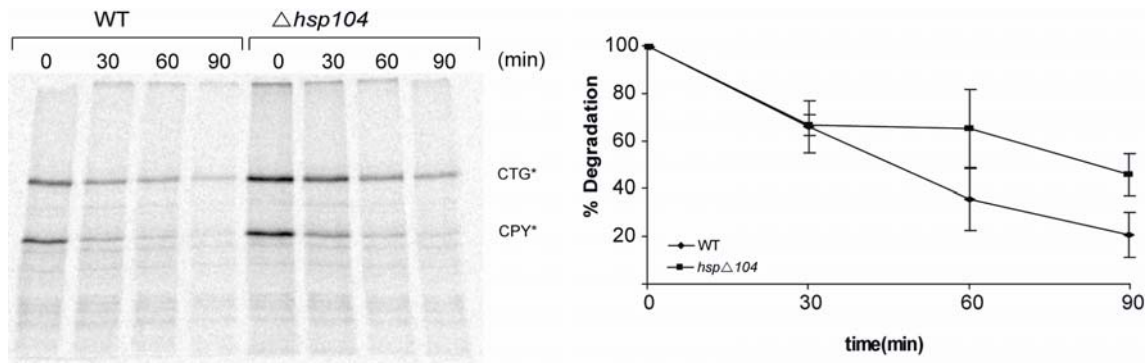 WT △hsp104
0 30 60 90 0 30 60 90 (min)
CTG*
CPY*
% Degradation
100
80
60
40
20
WT
hsp△104
0 30 60 90
time(min)